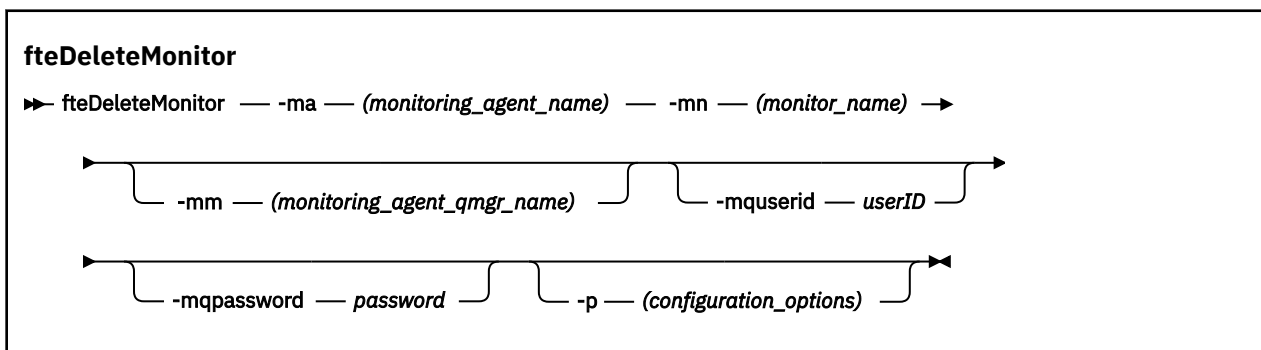 fteDeleteMonitor
fteDeleteMonitor -ma (monitoring_agent_name) -mn (monitor_name)
-mm (monitoring_agent_qmgr_name) -mquserid userID
-mqpassword password -p (configuration_options)